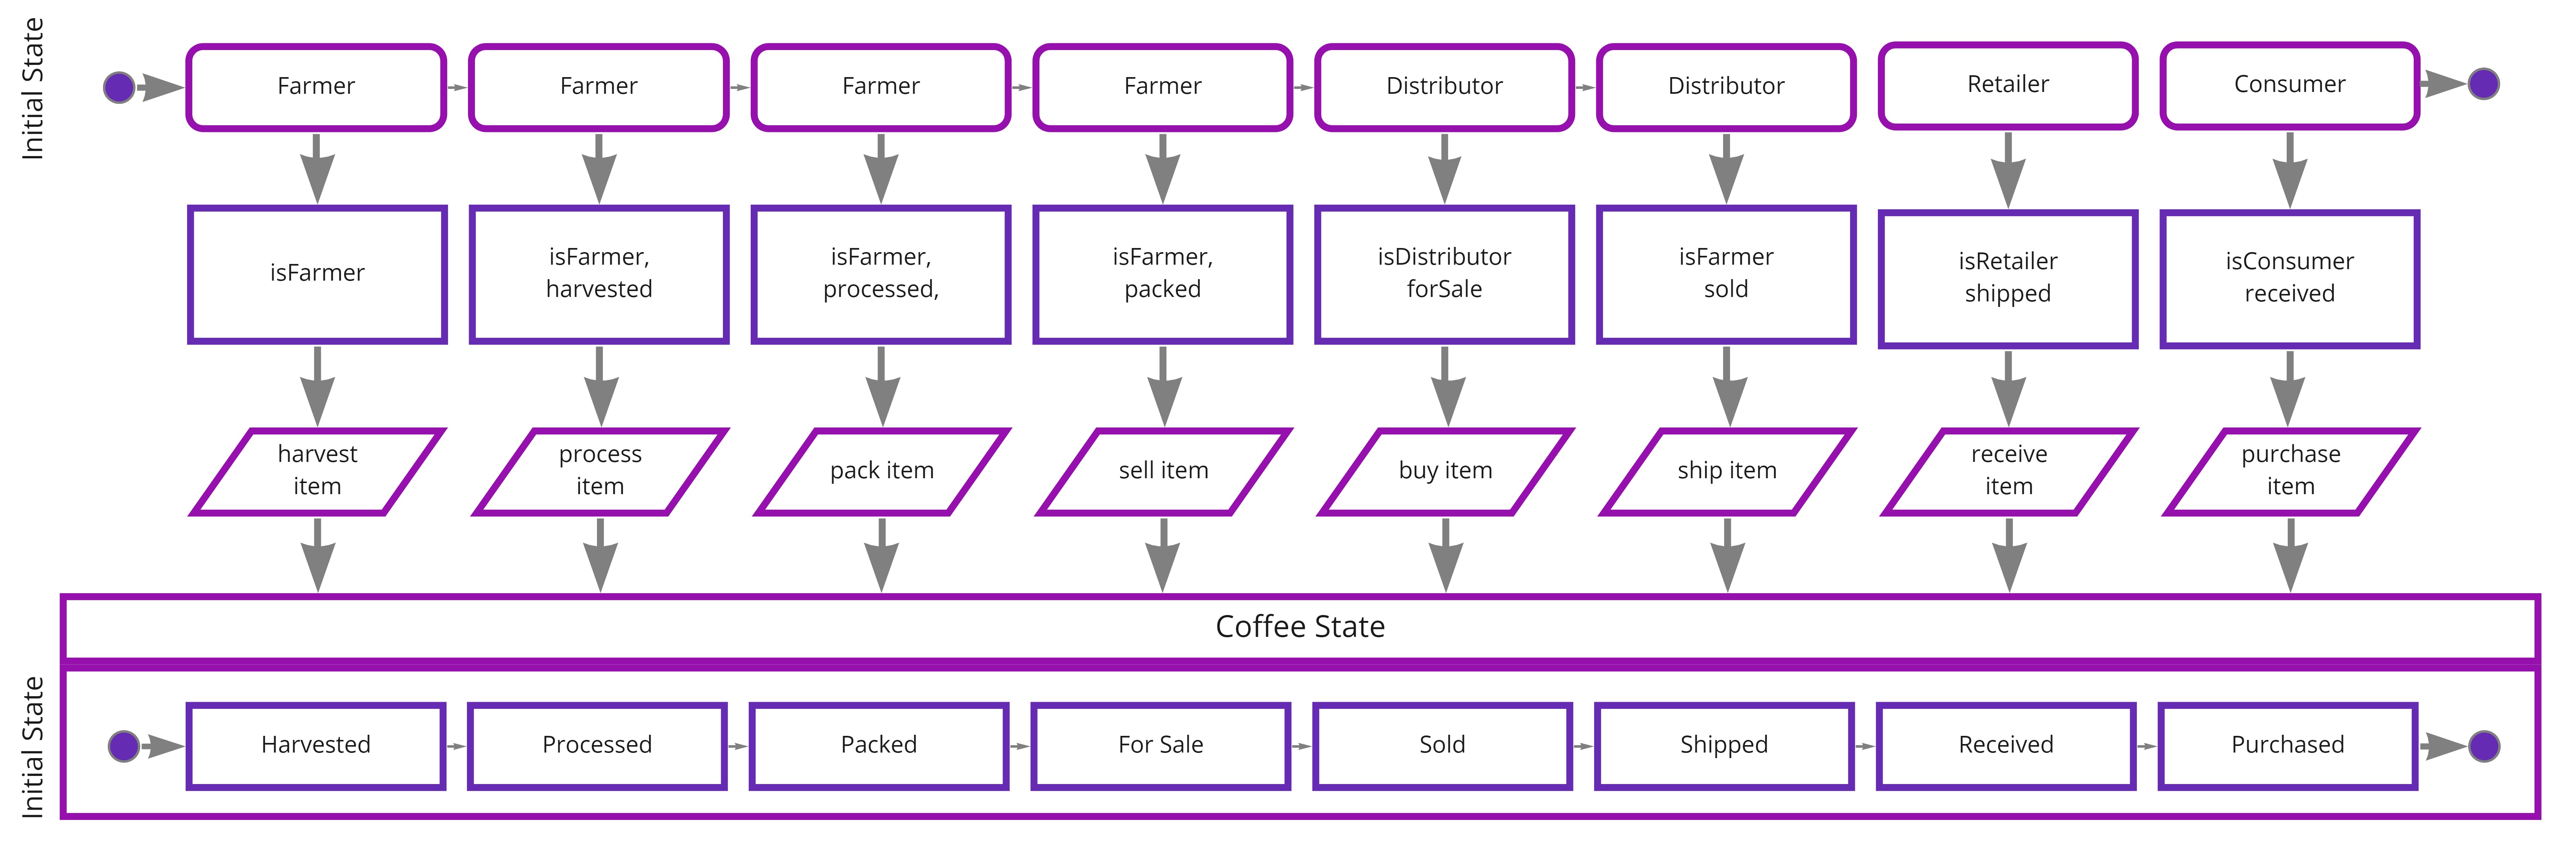 Initial State
Farmer
Farmer
Farmer
Farmer
Distributor
Distributor
Retailer
Consumer
isFarmer
isFarmer,
harvested
isFarmer,
processed,
isFarmer,
packed
isDistributor
forSale
isFarmer
sold
isRetailer
shipped
isConsumer
received
harvest
item
process
item
pack item
sell item
buy item
ship item
receive
item
purchase
item
Coffee State
Initial State
Harvested
Processed
Packed
For Sale
Sold
Shipped
Received
Purchased